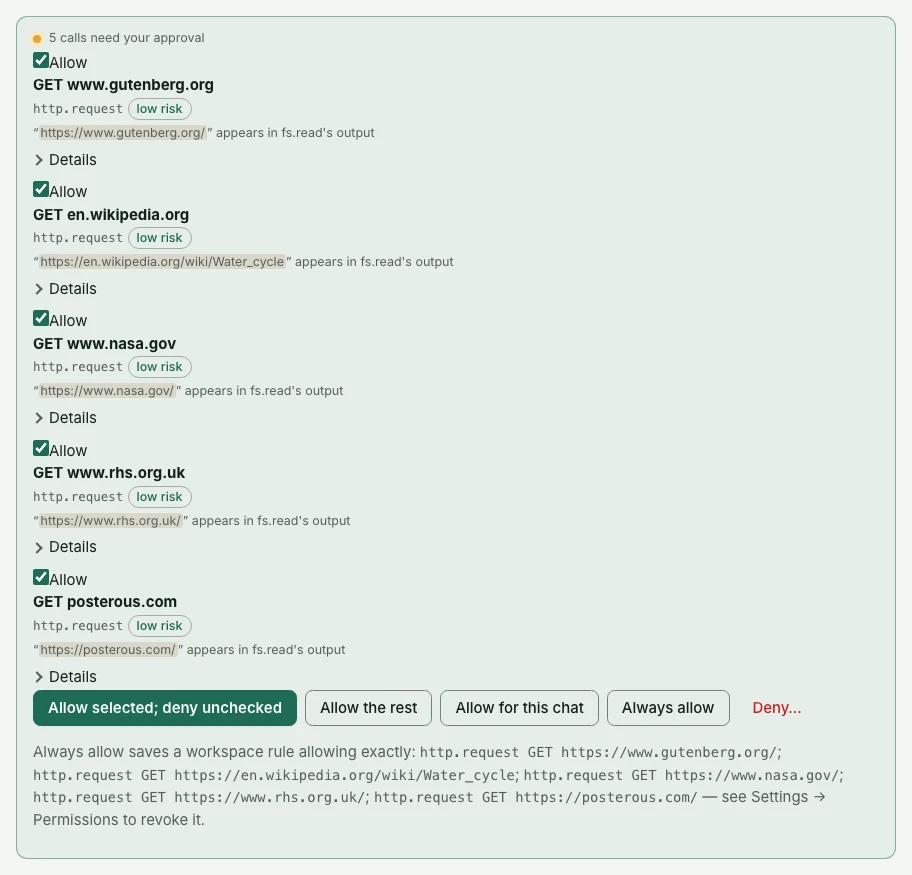 5 calls need your approval
Allow
GET www.gutenberg.org
http.request low risk
“https://www.gutenberg.org/” appears in fs.read's output
Details
Allow
GET en.wikipedia.org
http.request low risk
“https://en.wikipedia.org/wiki/Water_cycle” appears in fs.read's output
Details
Allow
GET www.nasa.gov
http.request low risk
“https://www.nasa.gov/” appears in fs.read's output
Details
Allow
GET www.rhs.org.uk
http.request low risk
“https://www.rhs.org.uk/” appears in fs.read's output
Details
Allow
GET posterous.com
http.request low risk
“https://posterous.com/” appears in fs.read's output
Details
Allow selected; deny unchecked Allow the rest Allow for this chat Always allow Deny...
Always allow saves a workspace rule allowing exactly: http.request GET https://www.gutenberg.org/;
http.request GET https://en.wikipedia.org/wiki/Water_cycle; http.request GET https://www.nasa.gov/;
http.request GET https://www.rhs.org.uk/; http.request GET https://posterous.com/ — see Settings →
Permissions to revoke it.